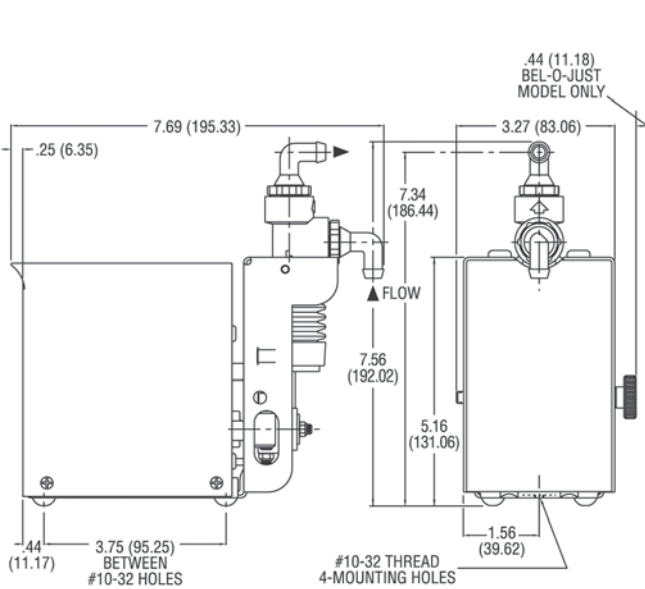 .44 (11.18)
BEL-O-JUST
MODEL ONLY
7.69 (195.33)
3.27 (83.06)
.25 (6.35)
7.34
(186.44)
FLOW
7.56
(192.02)
5.16
(131.06)
.44
(11.17)
3.75 (95.25)
BETWEEN
#10-32 HOLES
1.56
(39.62)
#10-32 THREAD
4-MOUNTING HOLES